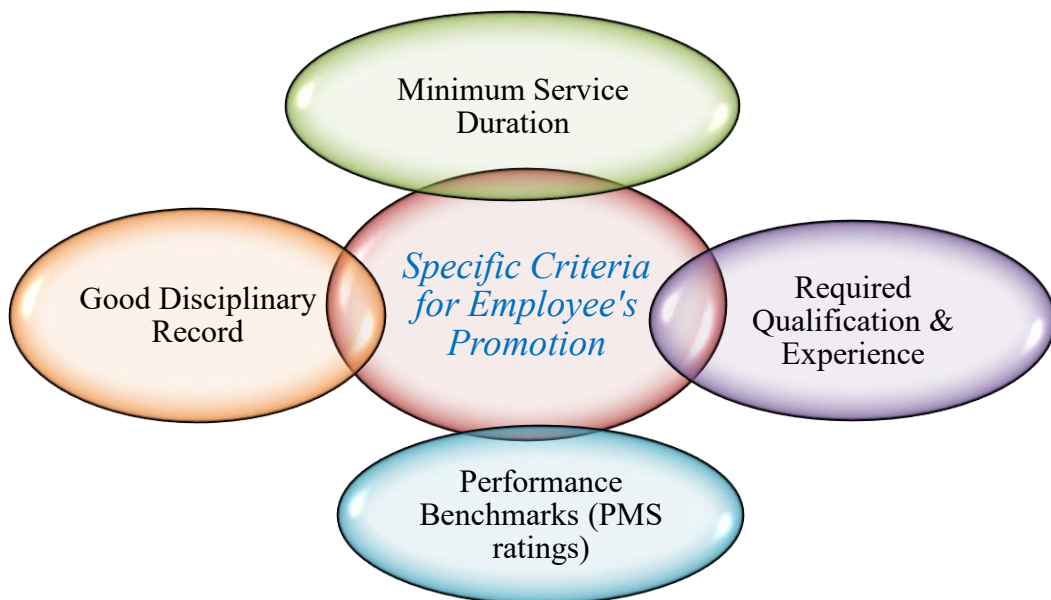 Minimum Service
Duration
Good Disciplinary
Record
Specific Criteria
for Employee's
Promotion
Required
Qualification &
Experience
Performance
Benchmarks (PMS
ratings)